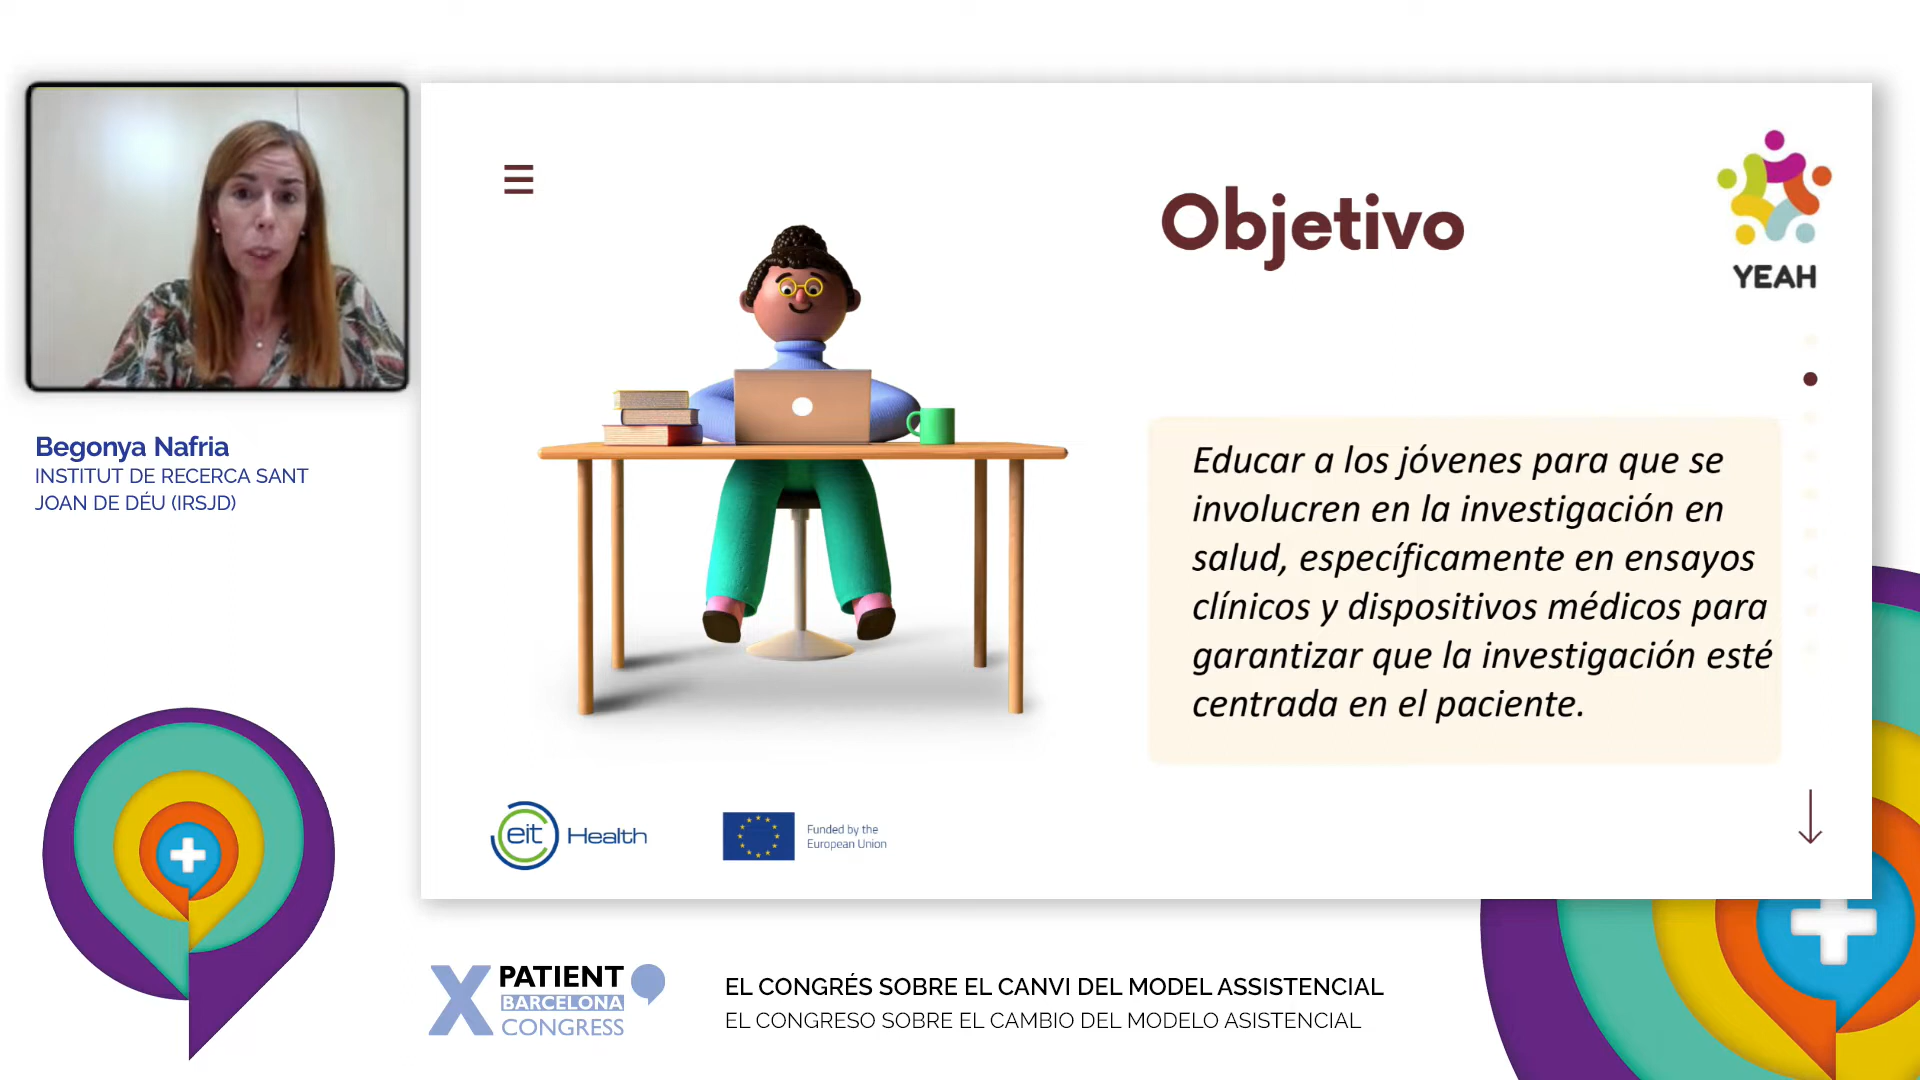 Begonya Nafria
INSTITUT DE RECERCA SANT
JOAN DE DÉU (IRSJD)
Objetivo
YEAH
Educar a los jóvenes para que se
involucren en la investigación en
salud, específicamente en ensayos
clínicos y dispositivos médicos para
garantizar que la investigación esté
centrada en el paciente.
eit Health
Funded by the
European Union
X PATIENT
BARCELONA
CONGRESS
EL CONGRÉS SOBRE EL CANVI DEL MODEL ASSISTENCIAL
EL CONGRESO SOBRE EL CAMBIO DEL MODELO ASISTENCIAL